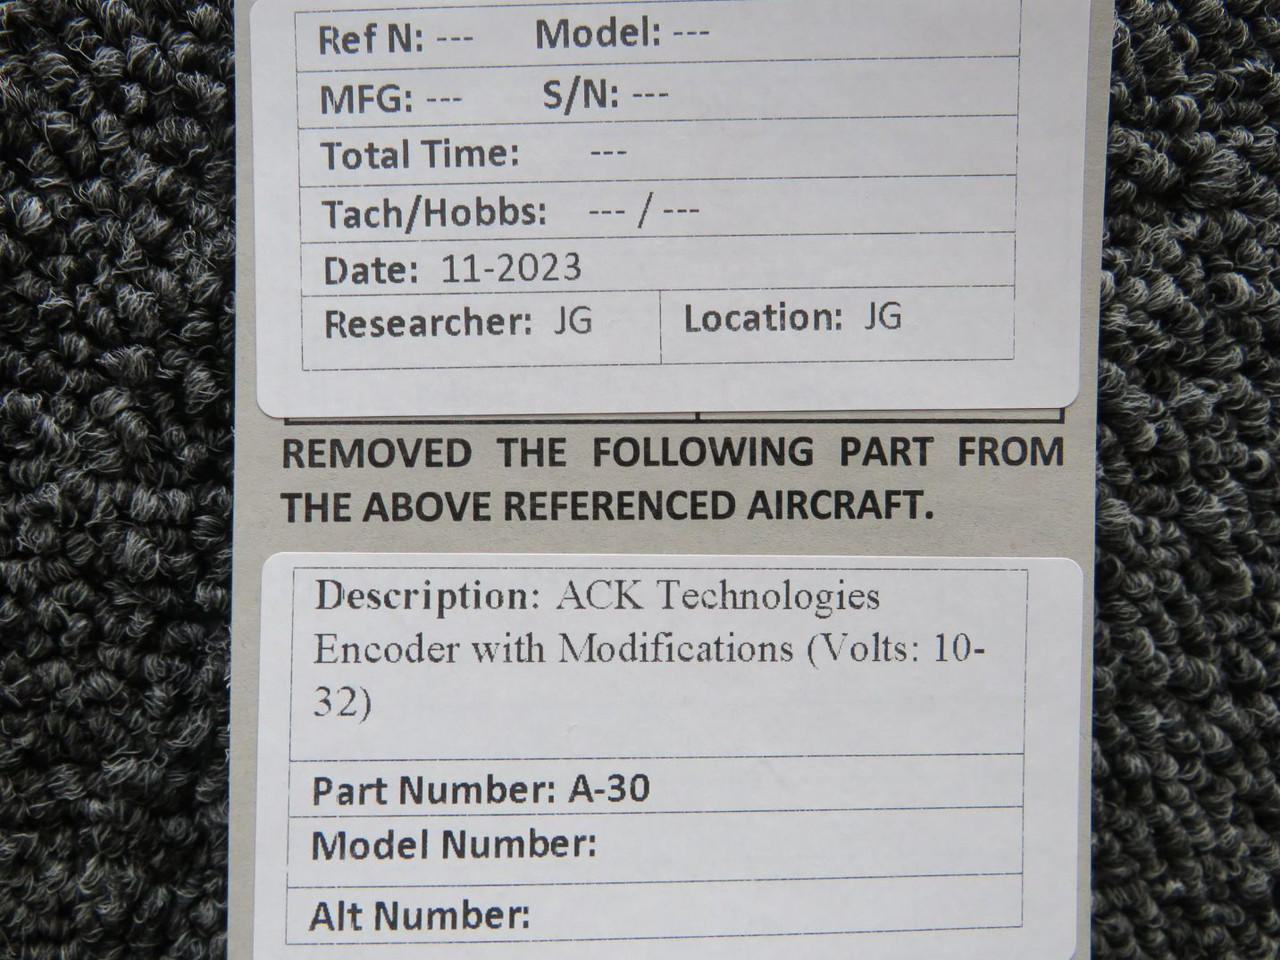 Ref N: --- Model: ---
MFG: --- S/N: ---
Total Time: ---
Tach/Hobbs: --- / ---
Date: 11-2023
Researcher: JG Location: JG
REMOVED THE FOLLOWING PART FROM
THE ABOVE REFERENCED AIRCRAFT.
Description: ACK Technologies
Encoder with Modifications (Volts: 10-
32)
Part Number: A-30
Model Number:
Alt Number: